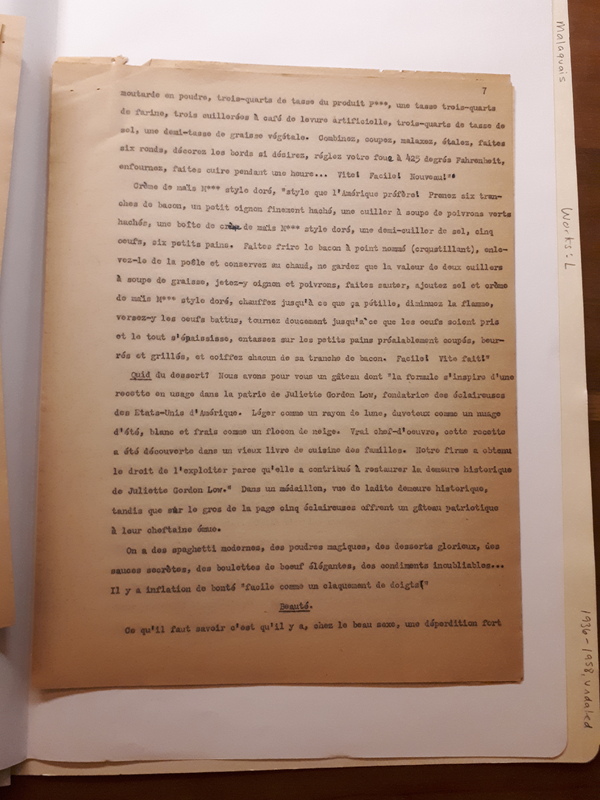 7
moutarde en poudre, trois-quarts de tasse du produit P***, une tasse trois-quarts
de farine, trois cuillerées à café de levure artificielle, trois-quarts de tasse de
sel, une demi-tasse de graisse végétale. Combinez, coupez, malaxez, étalez, faites
six ronds, décorez les bords si désirez, réglez votre four à 425 degrés Fahrenheit,
enfournez, faites cuire pendant une heure... Vite! Facile! Nouveau!"
Crème de maïs N*** style doré, "style que l'Amérique préfère! Prenez six tran-
ches de bacon, un petit oignon finement haché, une cuiller à soupe de poivrons verts
hachés, une boîte de crème de maïs N*** style doré, une demi-cuiller de sel, cinq
oeufs, six petits pains. Faites frire le bacon à point nommé (croustillant), enle-
vez-le de la poêle et conservez au chaud, ne gardez que la valeur de deux cuillers
à soupe de graisse, jetez-y oignon et poivrons, faites sauter, ajoutez sel et crème
de maïs N*** style doré, chauffez jusqu'à ce que ça pétille, diminuez la flamme,
versez-y les oeufs battus, tournez doucement jusqu'à ce que les oeufs soient pris
et le tout s'épaississe, entassez sur les petits pains préalablement coupés, beur-
rés et grillés, et coiffez chacun de sa tranche de bacon. Facile! Vite fait!"
Quid du dessert? Nous avons pour vous un gâteau dont "la formule s'inspire d'une
recette en usage dans la patrie de Juliette Gordon Low, fondatrice des éclaireuses
des Etats-Unis d'Amérique. Léger comme un rayon de lune, duveteux comme un nuage
d'été, blanc et frais comme un flocon de neige. Vrai chef-d'oeuvre, cette recette
a été découverte dans un vieux livre de cuisine des familles. Notre firme a obtenu
le droit de l'exploiter parce qu'elle a contribué à restaurer la demeure historique
de Juliette Gordon Low." Dans un médaillon, vue de ladite demeure historique,
tandis que sur le gros de la page cinq éclaireuses offrent un gâteau patriotique
à leur cheftaine émue.
On a des spaghetti modernes, des poudres magiques, des desserts glorieux, des
sauces secrètes, des boulettes de boeuf élégantes, des condiments inoubliables...
Il y a inflation de bonté "facile comme un claquement de doigts!"
Beauté.
Ce qu'il faut savoir c'est qu'il y a, chez le beau sexe, une déperdition fort
Malaquais
Works: L
1936-1958, undated